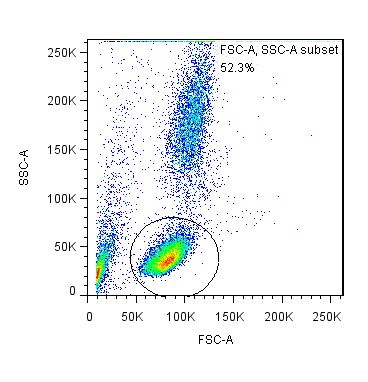 FSC-A, SSC-A subset
52.3%
250K
200K
150K
100K
50K
0
SSC-A
0 50K 100K 150K 200K 250K
FSC-A